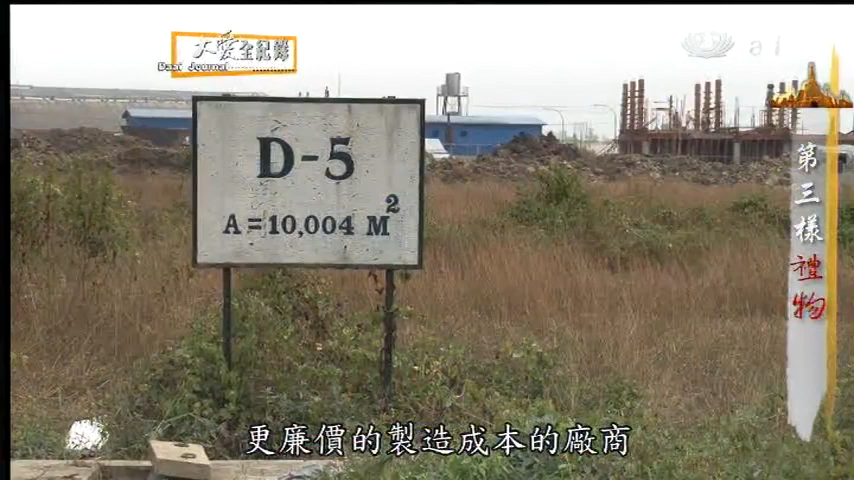 大愛全紀錄
Daai Journal
ai
D-5
A=10,004 M²
第三樣禮物
更廉價的製造成本的廠商